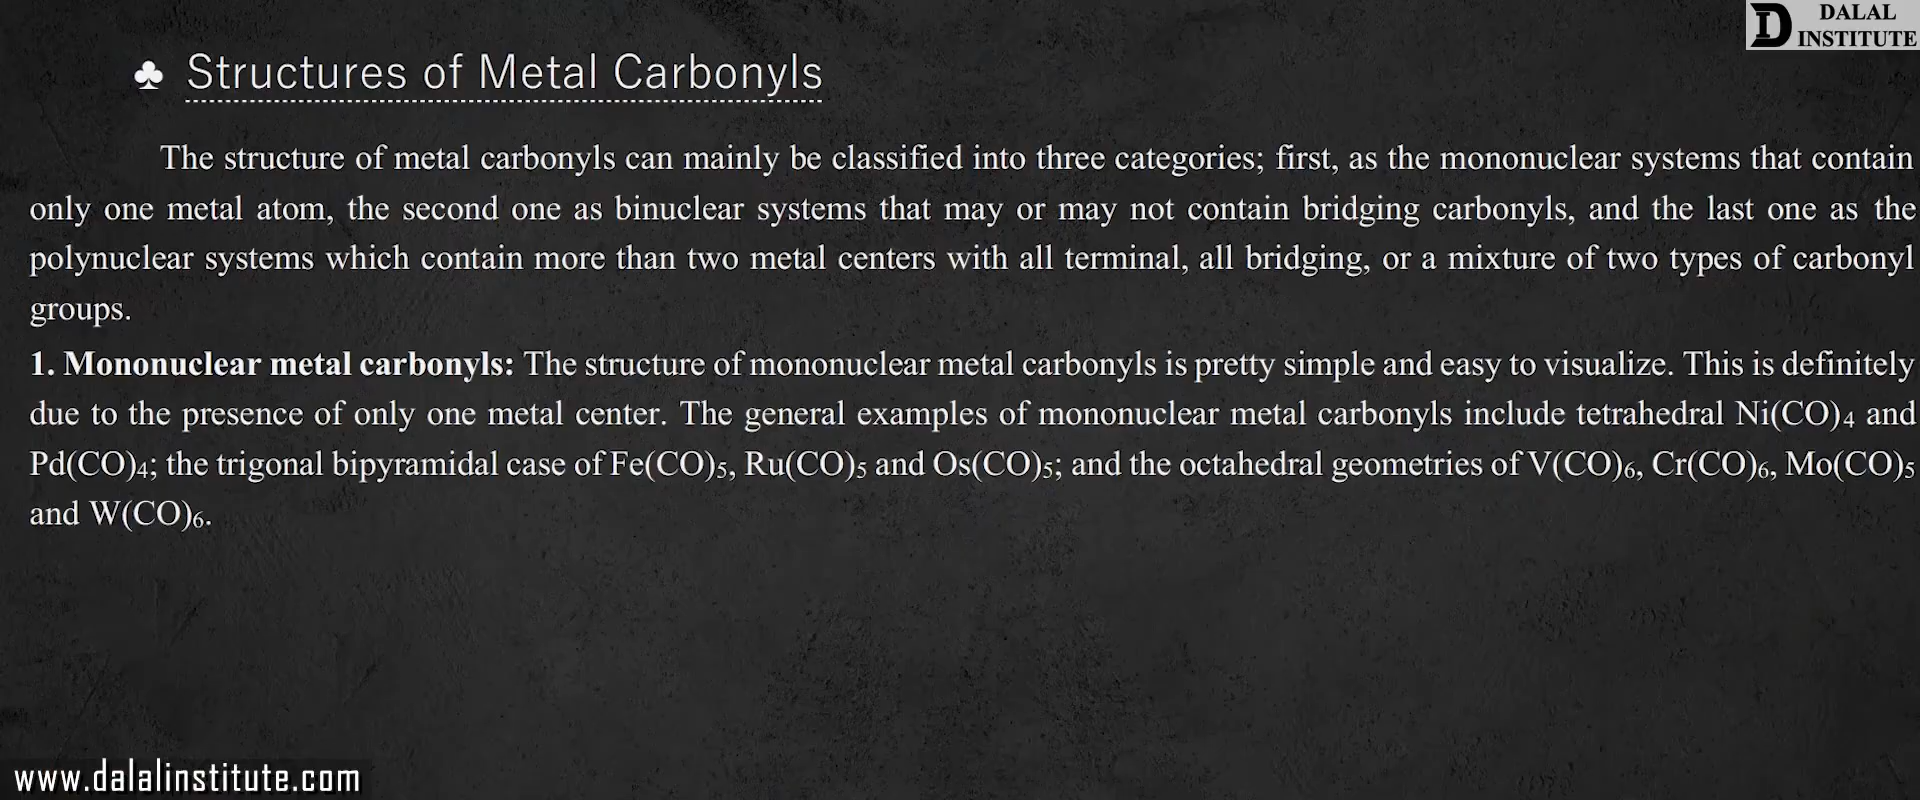 DALAL
INSTITUTE
♣ Structures of Metal Carbonyls
The structure of metal carbonyls can mainly be classified into three categories; first, as the mononuclear systems that contain
only one metal atom, the second one as binuclear systems that may or may not contain bridging carbonyls, and the last one as the
polynuclear systems which contain more than two metal centers with all terminal, all bridging, or a mixture of two types of carbonyl
groups.
1. Mononuclear metal carbonyls: The structure of mononuclear metal carbonyls is pretty simple and easy to visualize. This is definitely
due to the presence of only one metal center. The general examples of mononuclear metal carbonyls include tetrahedral Ni(CO)₄ and
Pd(CO)₄; the trigonal bipyramidal case of Fe(CO)₅, Ru(CO)₅ and Os(CO)₅; and the octahedral geometries of V(CO)₆, Cr(CO)₆, Mo(CO)₅
and W(CO)₆.
www.dalalinstitute.com